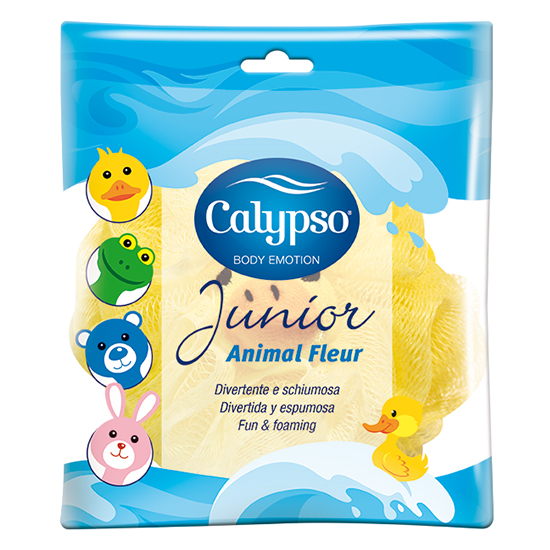 Calypso®
BODY EMOTION
Junior
Animal Fleur
Divertente e schiumosa
Divertida y espumosa
Fun & foaming